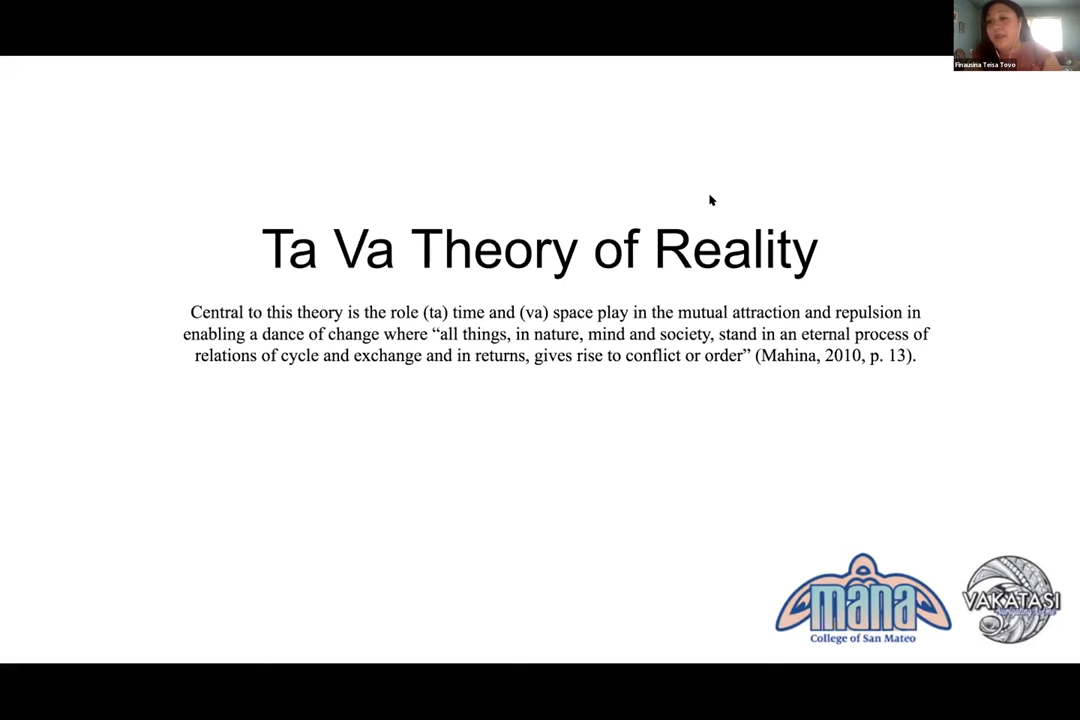 Finausina Teisa Tovo
Ta Va Theory of Reality
Central to this theory is the role (ta) time and (va) space play in the mutual attraction and repulsion in
enabling a dance of change where “all things, in nature, mind and society, stand in an eternal process of
relations of cycle and exchange and in returns, gives rise to conflict or order” (Mahina, 2010, p. 13).
mana
College of San Mateo
VAKATASI